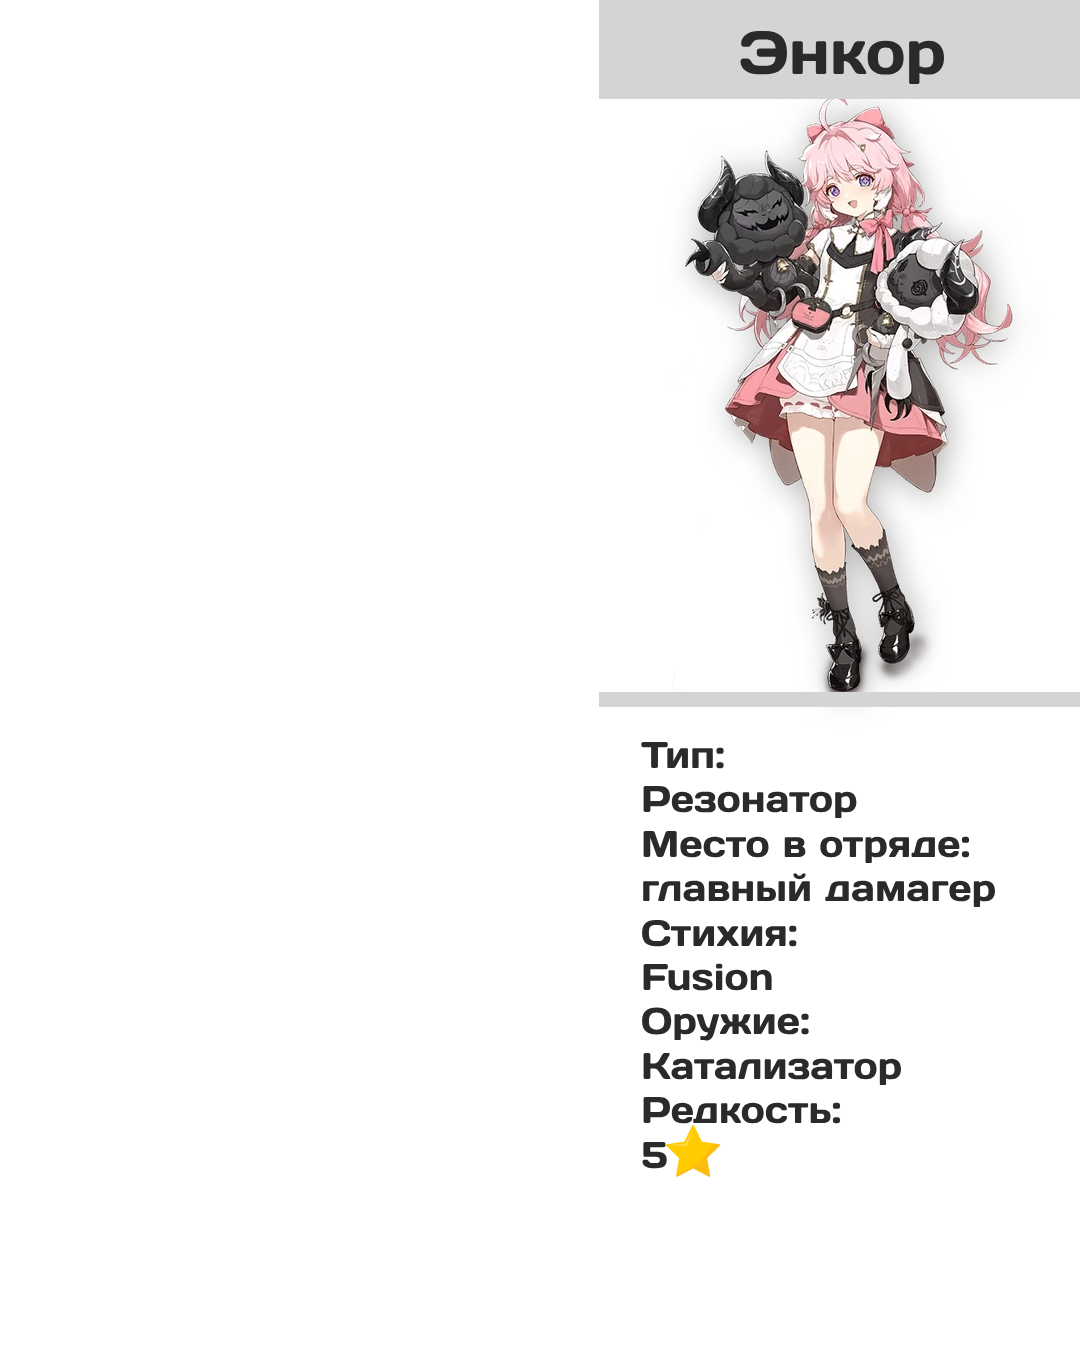 Энкор
Тип:
Резонатор
Место в отряде:
главный дамагер
Стихия:
Fusion
Оружие:
Катализатор
Редкость:
5⭐